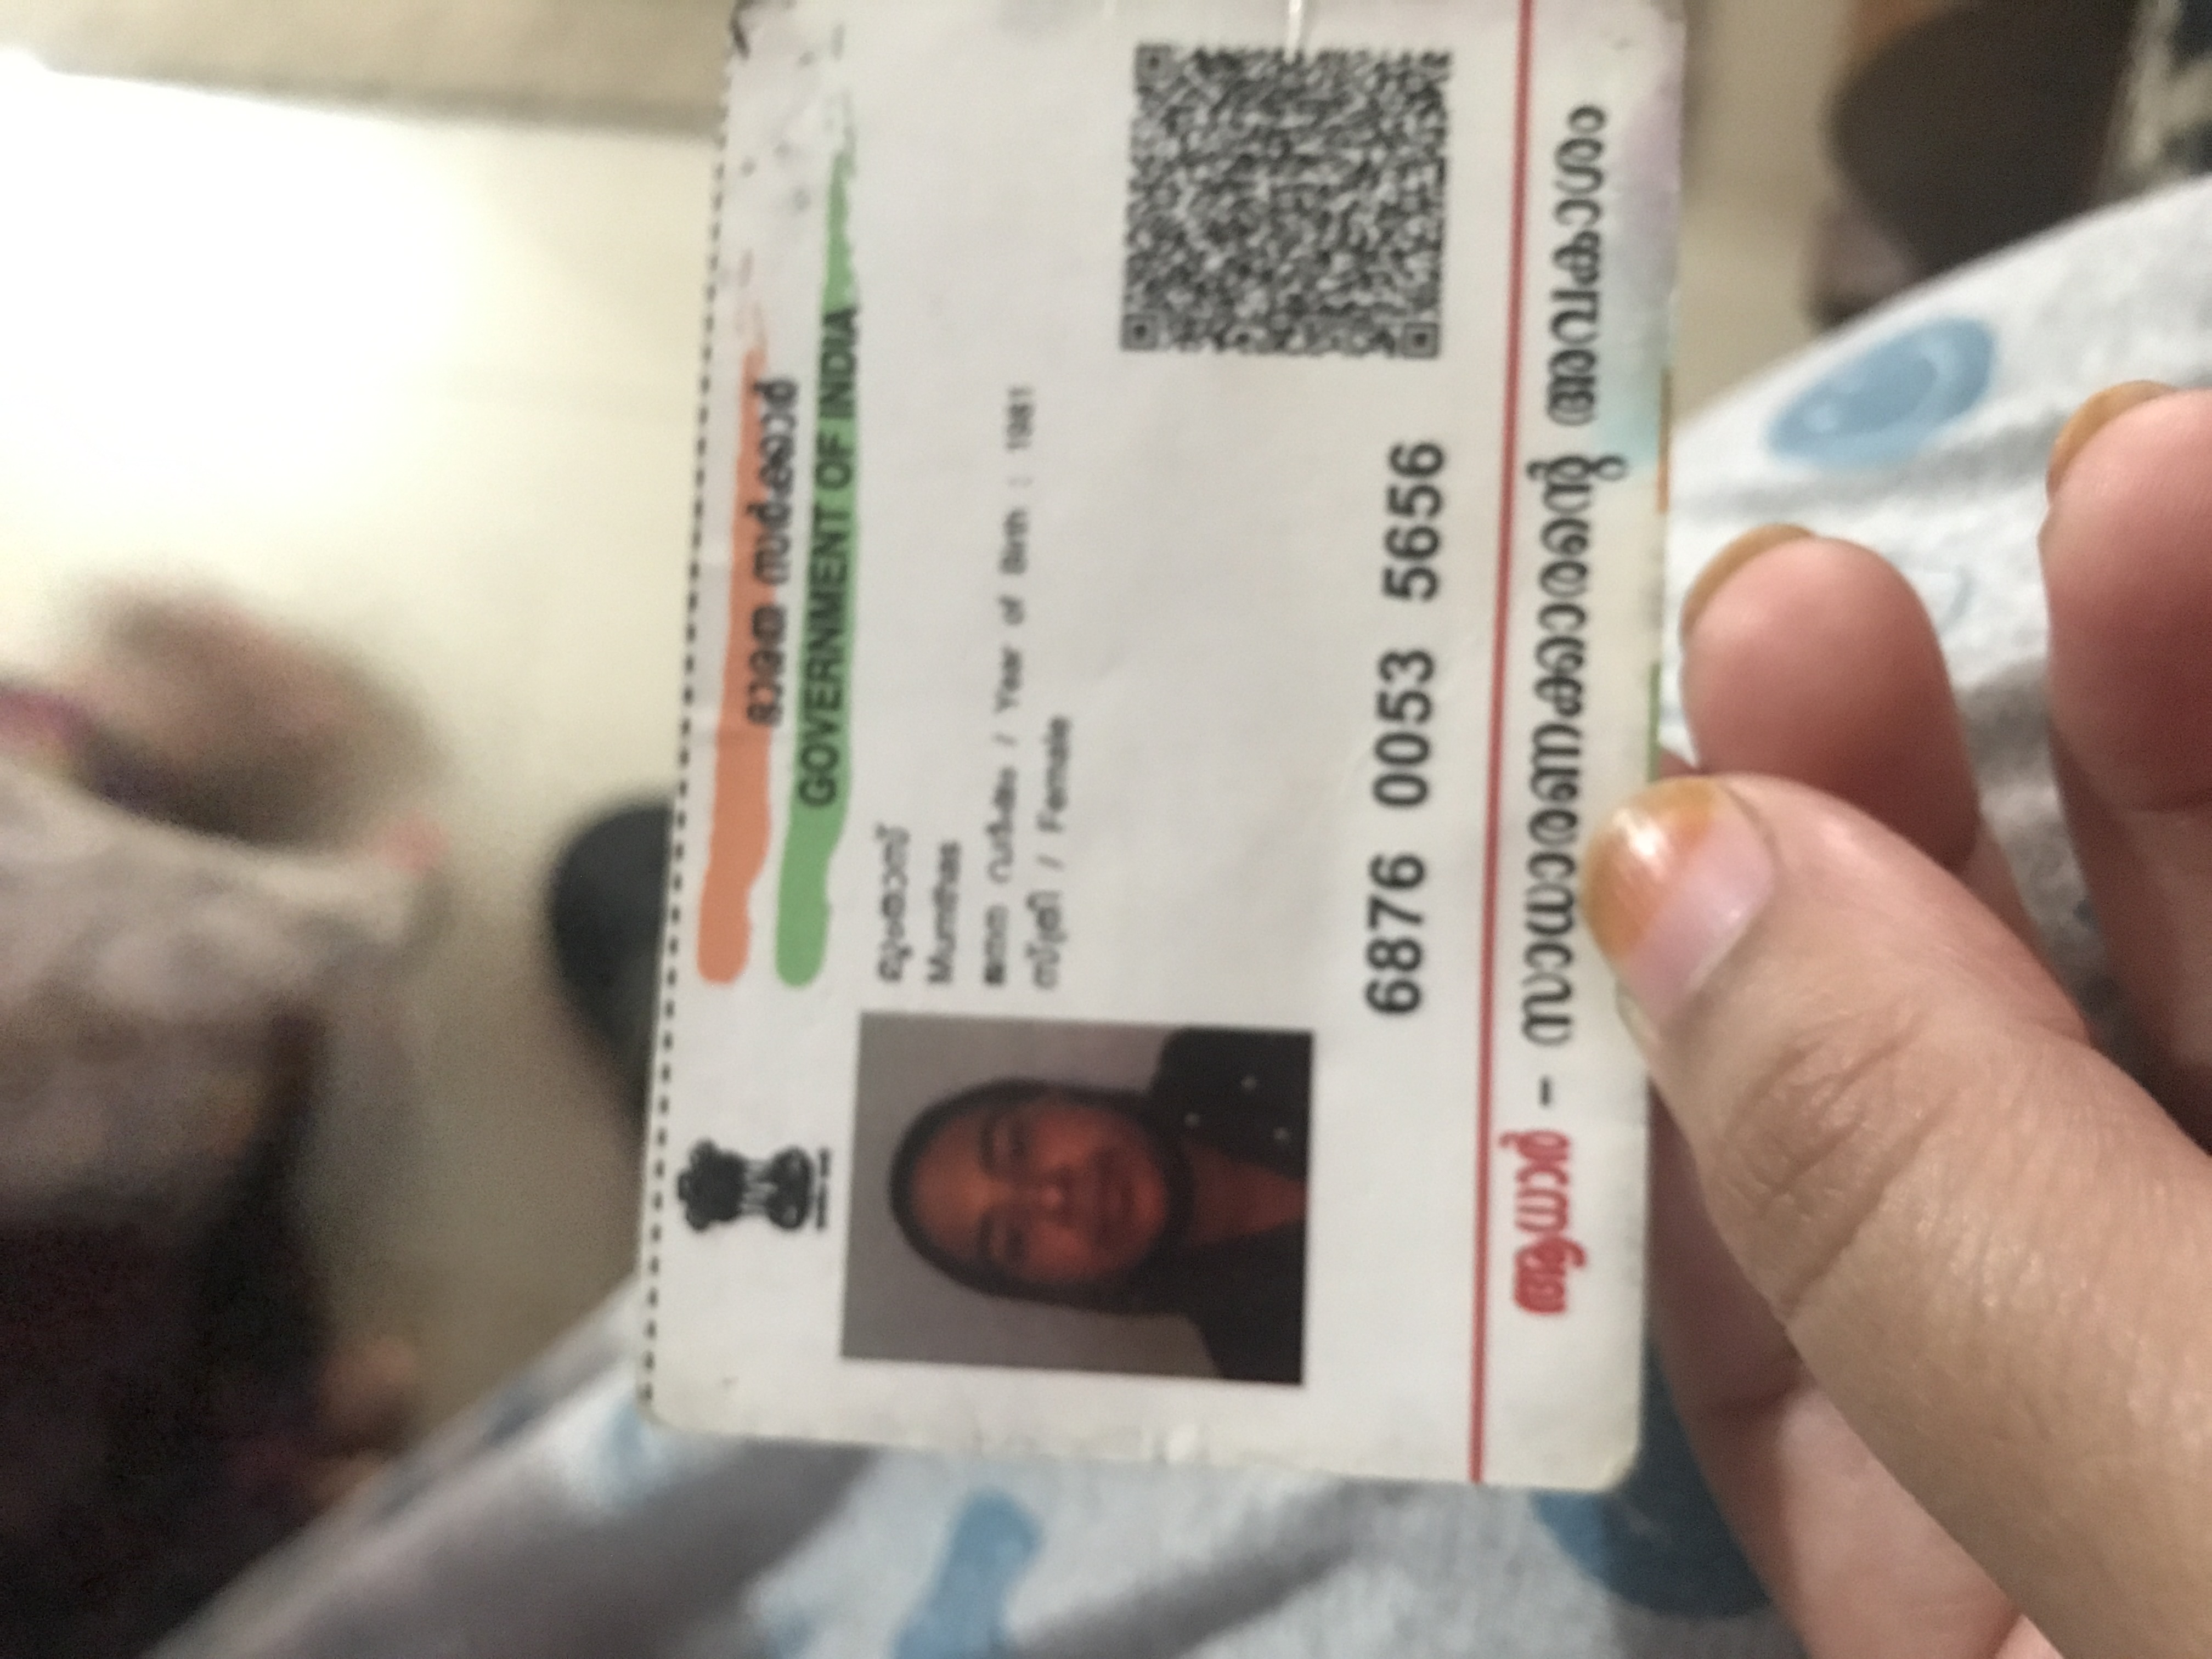 ഭാരത സർക്കാർ
GOVERNMENT OF INDIA
മുംതാസ്
Mumthas
ജനന വർഷം / Year of Birth : 1981
സ്ത്രീ / Female
6876 0053 5656
ആധാർ - സാധാരണക്കാരന്റെ അവകാശം